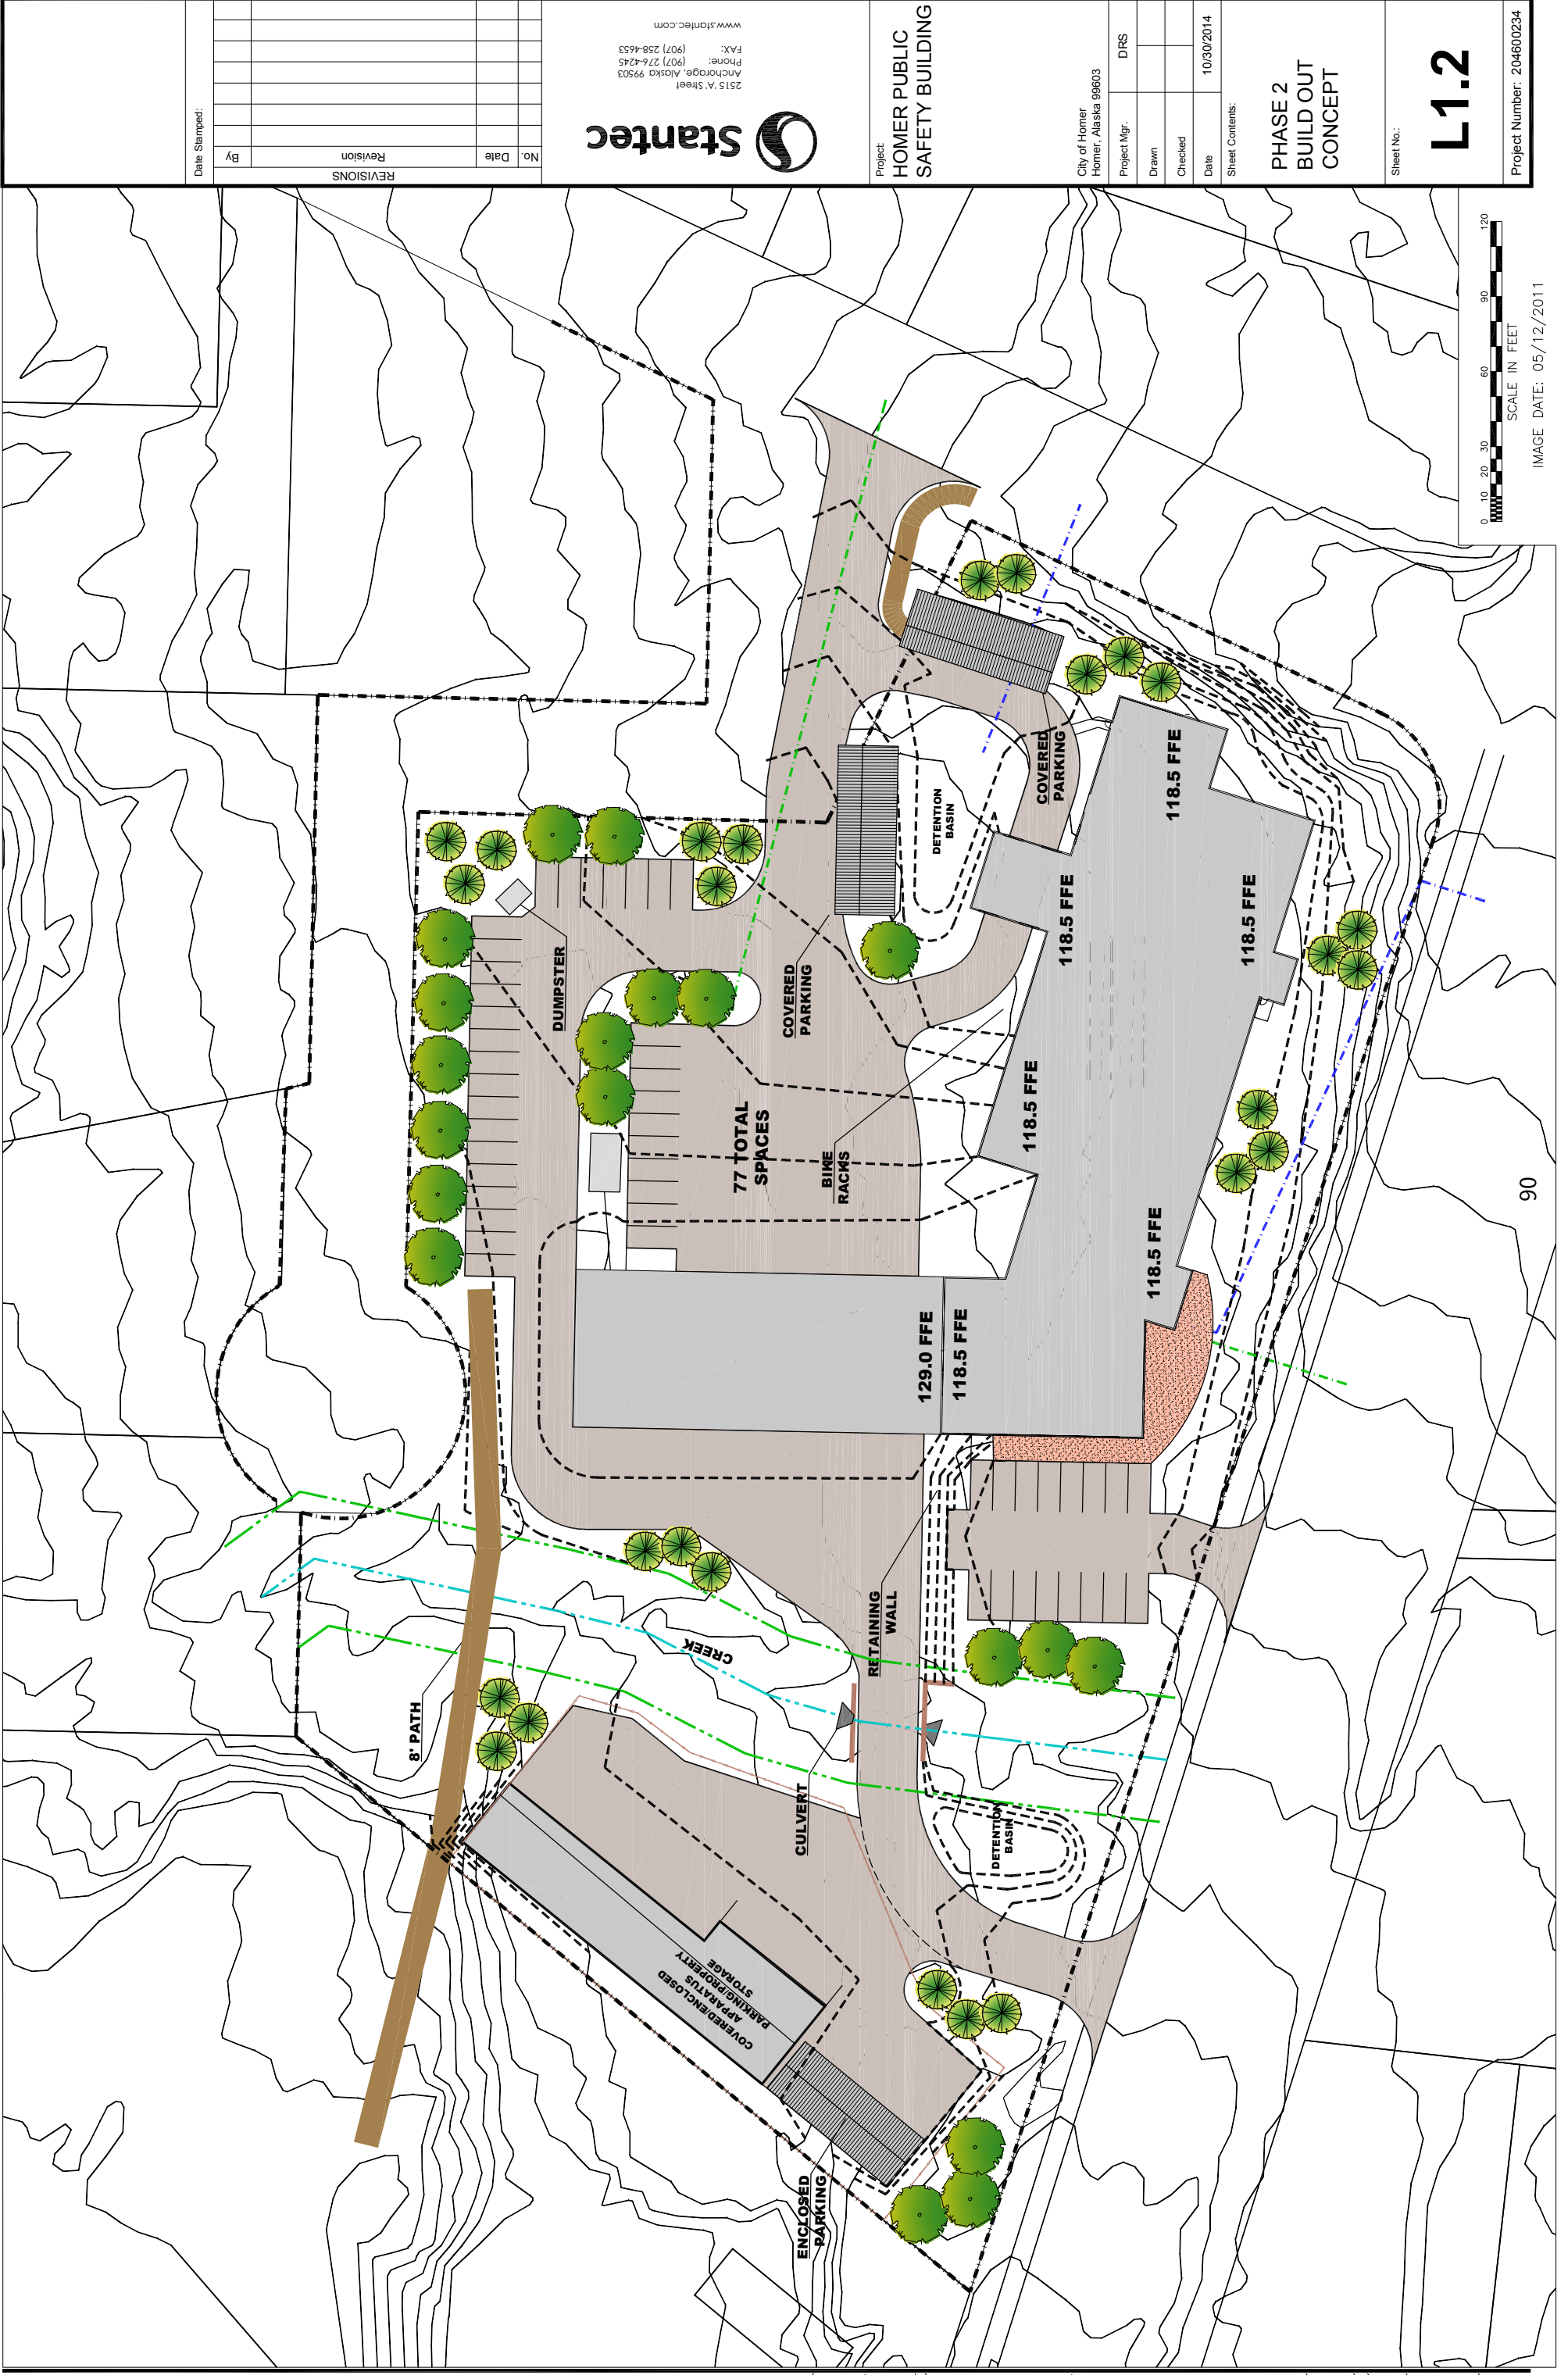 Date Stamped:
REVISIONS
No.
Date
Revision
By
Stantec
2515 'A' Street
Anchorage, Alaska 99503
Phone: (907) 276-4245
FAX: (907) 258-4653
www.stantec.com
Project:
HOMER PUBLIC
SAFETY BUILDING
City of Homer
Homer, Alaska 99603
Project Mgr. DRS
Drawn
Checked
Date 10/30/2014
Sheet Contents:
PHASE 2
BUILD OUT
CONCEPT
Sheet No.:
L1.2
Project Number: 204600234
0 10 20 30 60 90 120
SCALE IN FEET
IMAGE DATE: 05/12/2011
8' PATH
CREEK
DUMPSTER
77 TOTAL
SPACES
COVERED
PARKING
BIKE
RACKS
DETENTION
BASIN
COVERED
PARKING
118.5 FFE
118.5 FFE
118.5 FFE
118.5 FFE
118.5 FFE
129.0 FFE
118.5 FFE
RETAINING
WALL
CULVERT
DETENTION
BASIN
COVERED/ENCLOSED
APPARATUS
PARKING/PROPERTY
STORAGE
ENCLOSED
PARKING
90